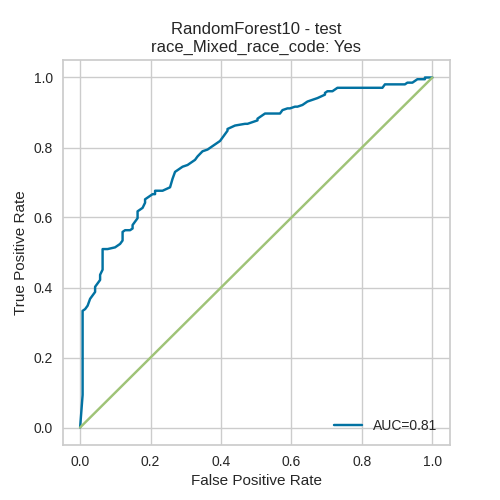 RandomForest10 - test
race_Mixed_race_code: Yes
True Positive Rate
1.0
0.8
0.6
0.4
0.2
0.0
AUC=0.81
0.0 0.2 0.4 0.6 0.8 1.0
False Positive Rate